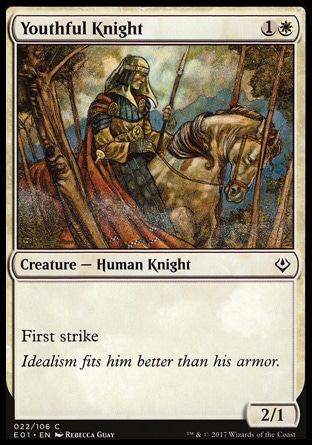 Youthful Knight 1
Creature — Human Knight
First strike
Idealism fits him better than his armor.
2/1
022/106 C
E01 • EN Rebecca Guay
™ & © 2017 Wizards of the Coast